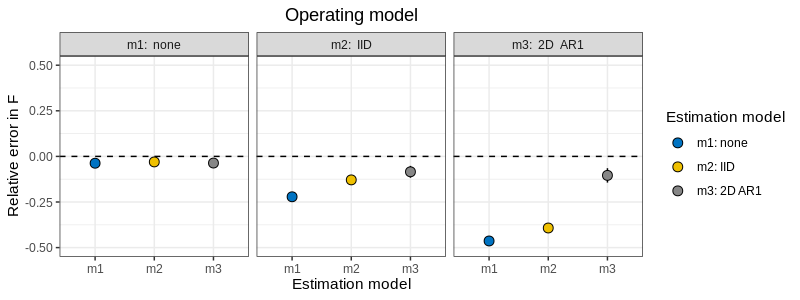 Operating model
m1: none
m2: IID
m3: 2D AR1
Relative error in F
0.50
0.25
0.00
-0.25
-0.50
m1 m2 m3
m1 m2 m3
m1 m2 m3
Estimation model
Estimation model
m1: none
m2: IID
m3: 2D AR1